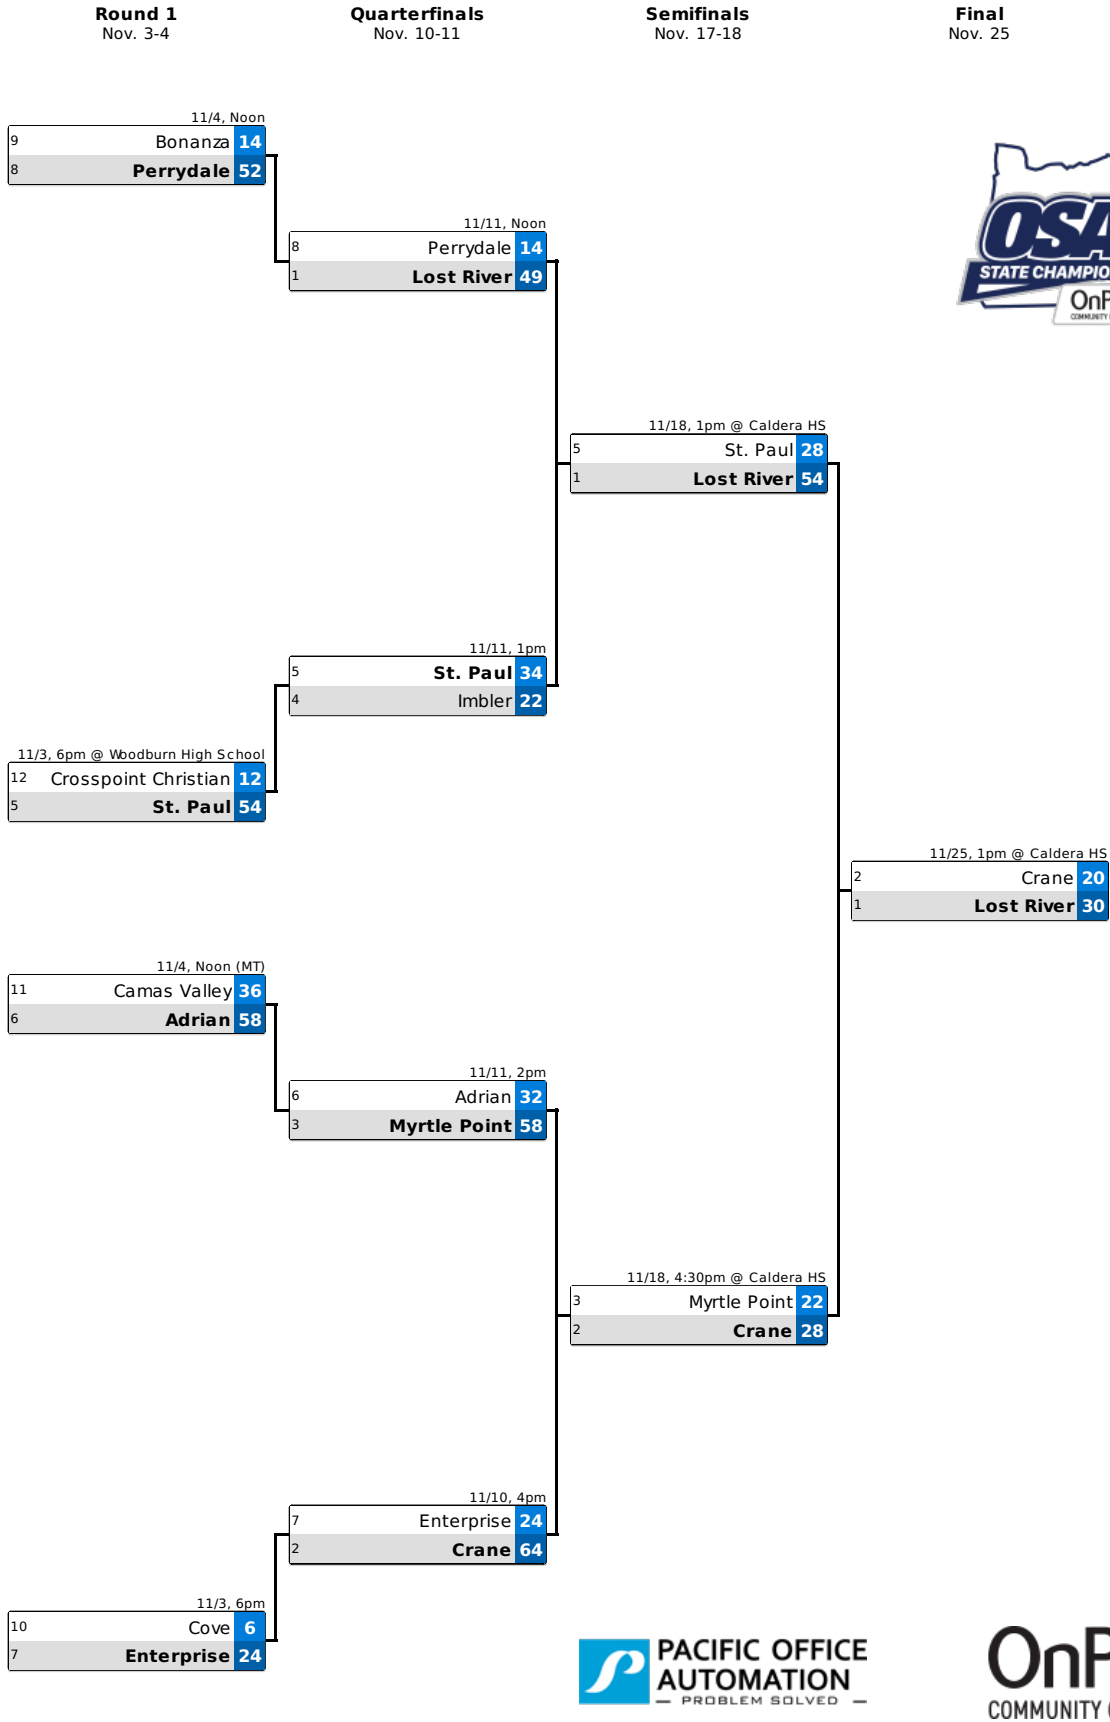 Round 1
Nov. 3-4
Quarterfinals
Nov. 10-11
Semifinals
Nov. 17-18
Final
Nov. 25
11/4, Noon
9 Bonanza 14
8 Perrydale 52
11/11, Noon
8 Perrydale 14
1 Lost River 49
11/18, 1pm @ Caldera HS
5 St. Paul 28
1 Lost River 54
11/11, 1pm
5 St. Paul 34
4 Imbler 22
11/3, 6pm @ Woodburn High School
12 Crosspoint Christian 12
5 St. Paul 54
11/25, 1pm @ Caldera HS
2 Crane 20
1 Lost River 30
11/4, Noon (MT)
11 Camas Valley 36
6 Adrian 58
11/11, 2pm
6 Adrian 32
3 Myrtle Point 58
11/18, 4:30pm @ Caldera HS
3 Myrtle Point 22
2 Crane 28
11/10, 4pm
7 Enterprise 24
2 Crane 64
11/3, 6pm
10 Cove 6
7 Enterprise 24
OSA
STATE CHAMPIO
OnP
COMMUNITY
PACIFIC OFFICE
AUTOMATION
PROBLEM SOLVED
OnP
COMMUNITY